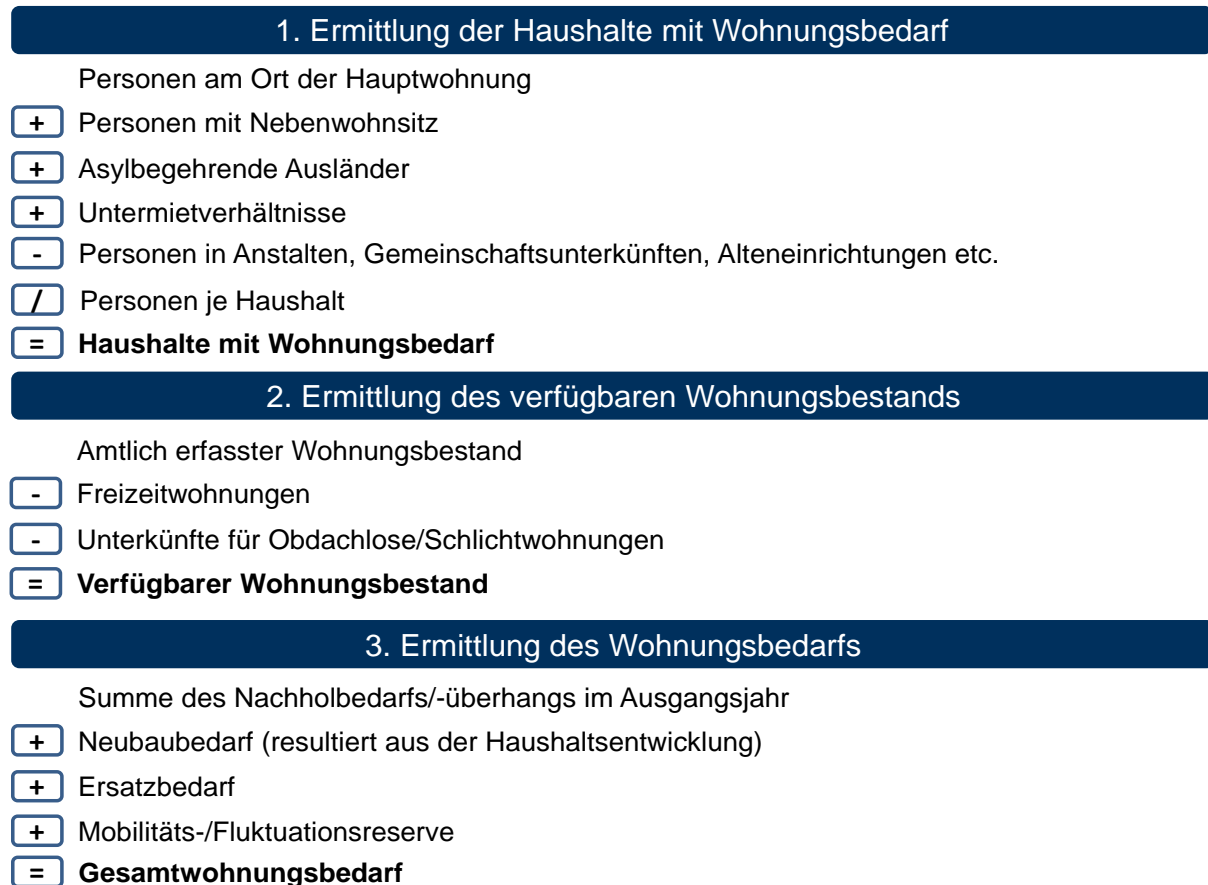 1. Ermittlung der Haushalte mit Wohnungsbedarf
Personen am Ort der Hauptwohnung
+ Personen mit Nebenwohnsitz
+ Asylbegehrende Ausländer
+ Untermietverhältnisse
- Personen in Anstalten, Gemeinschaftsunterkünften, Alteneinrichtungen etc.
/ Personen je Haushalt
= Haushalte mit Wohnungsbedarf
2. Ermittlung des verfügbaren Wohnungsbestands
Amtlich erfasster Wohnungsbestand
- Freizeitwohnungen
- Unterkünfte für Obdachlose/Schlichtwohnungen
= Verfügbarer Wohnungsbestand
3. Ermittlung des Wohnungsbedarfs
Summe des Nachholbedarfs/-überhangs im Ausgangsjahr
+ Neubaubedarf (resultiert aus der Haushaltsentwicklung)
+ Ersatzbedarf
+ Mobilitäts-/Fluktuationsreserve
= Gesamtwohnungsbedarf